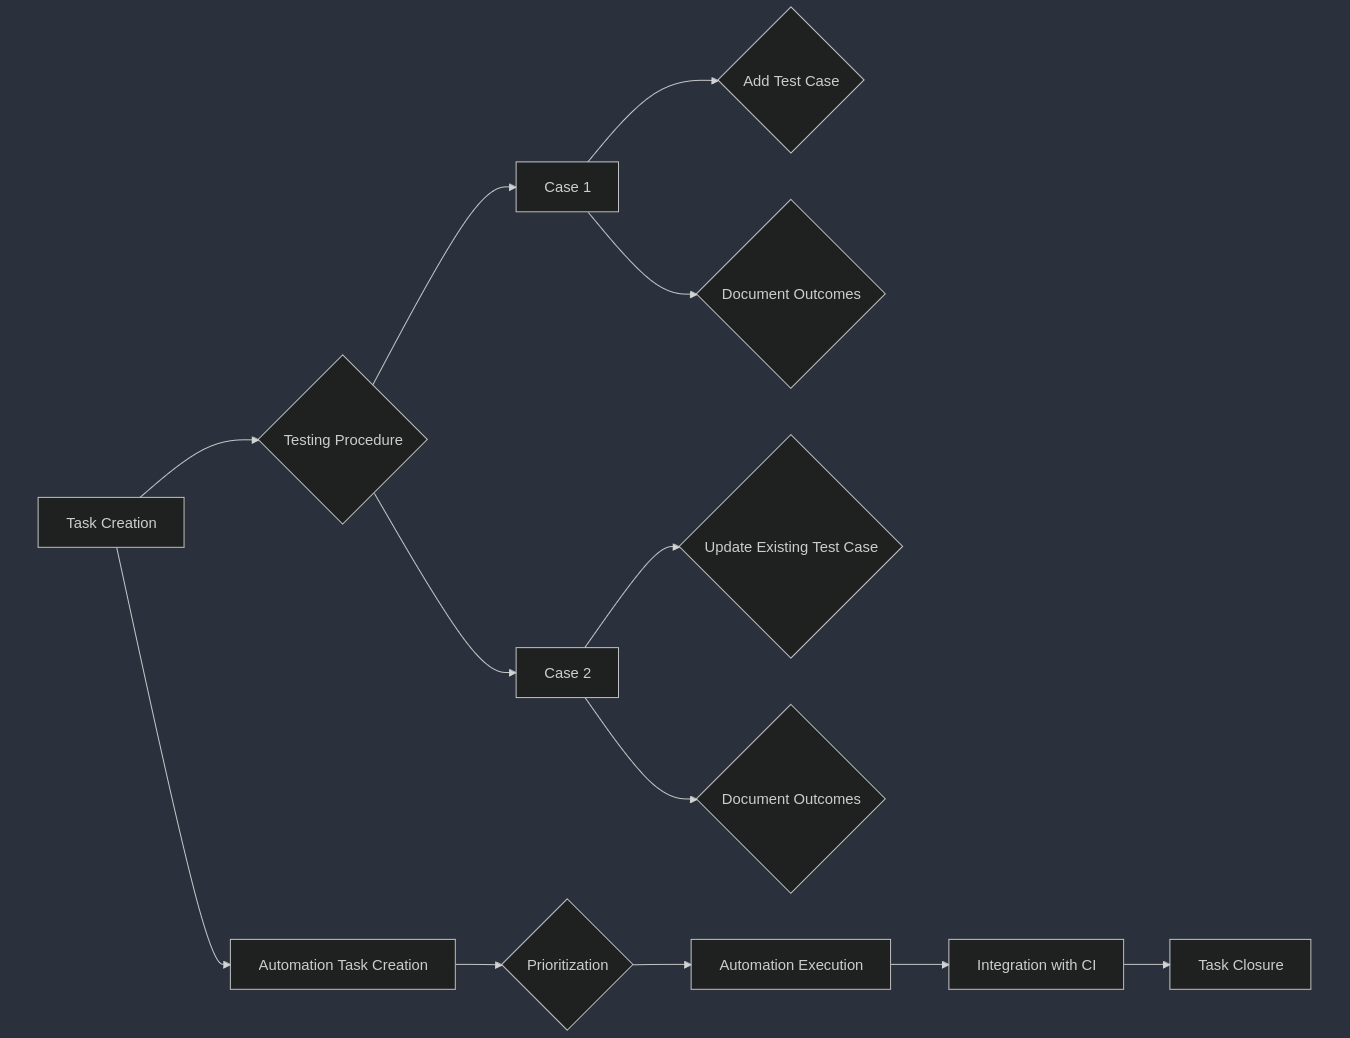 Add Test Case
Case 1
Document Outcomes
Testing Procedure
Task Creation
Update Existing Test Case
Case 2
Document Outcomes
Automation Task Creation
Prioritization
Automation Execution
Integration with CI
Task Closure